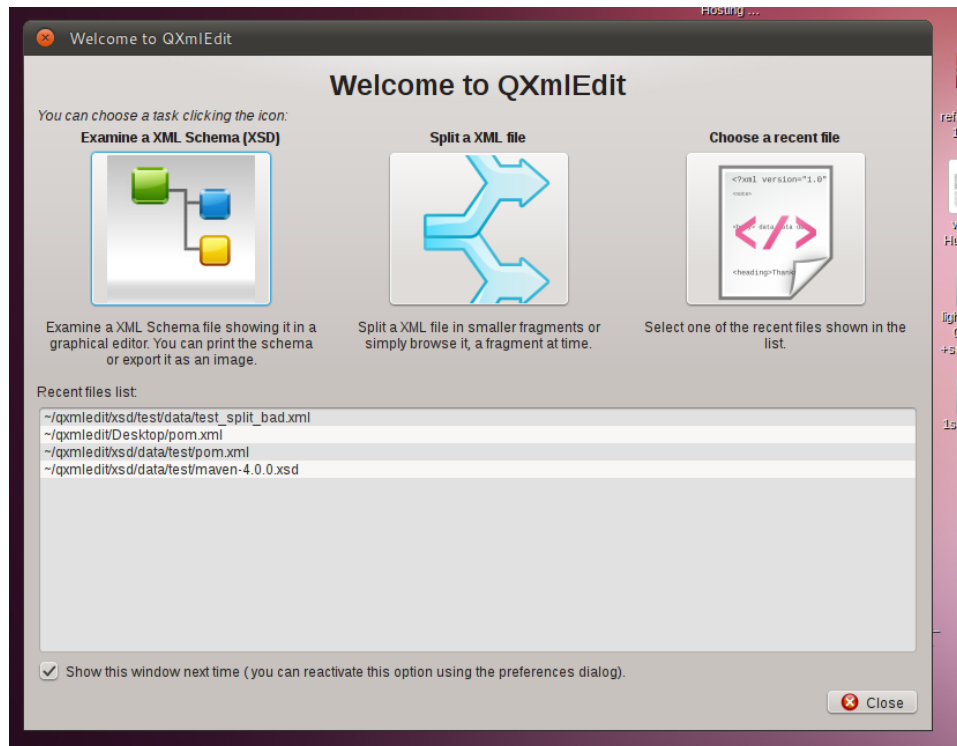 Hosting ...
Welcome to QXmlEdit
Welcome to QXmlEdit
You can choose a task clicking the icon:
Examine a XML Schema (XSD)
Split a XML file
Choose a recent file
<?xml version="1.0"
<note>
data
</>
<heading>Thank
Examine a XML Schema file showing it in a
graphical editor. You can print the schema
or export it as an image.
Split a XML file in smaller fragments or
simply browse it, a fragment at time.
Select one of the recent files shown in the
list.
Recent files list:
~/qxmledit/xsd/test/data/test_split_bad.xml
~/qxmledit/Desktop/pom.xml
~/qxmledit/xsd/data/test/pom.xml
~/qxmledit/xsd/data/test/maven-4.0.0.xsd
Show this window next time (you can reactivate this option using the preferences dialog).
Close